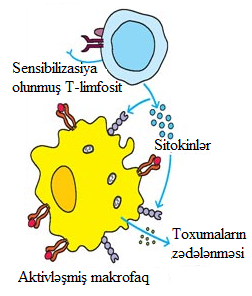 Sensibilizasiya
olunmuş T-limfosit
Sitokinlər
Toxumaların
zədələnməsi
Aktivləşmiş makrofaq